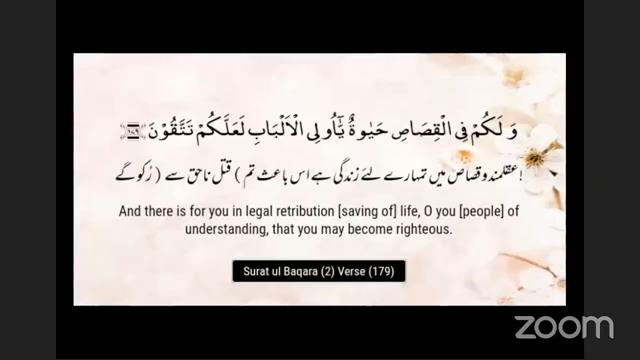 وَ لَكُمْ فِی الْقِصَاصِ حَیٰوةٌ یّٰۤاُولِی الْاَلْبَابِ لَعَلَّكُمْ تَتَّقُوْنَ ﴿۱۷۹﴾
عقلمندو قصاص میں تمہارے لئے زندگی ہے اس باعث تم ( قتل ناحق سے ) رُکو گے!
And there is for you in legal retribution [saving of] life, O you [people] of
understanding, that you may become righteous.
Surat ul Baqara (2) Verse (179)
zoom